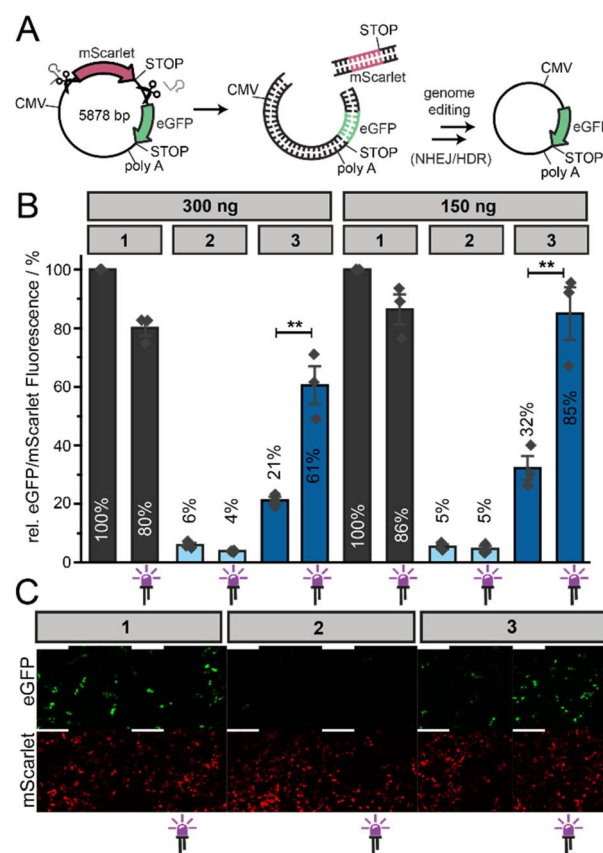 A
mScarlet
STOP
CMV
5878 bp
eGFP
STOP
poly A
STOP
mScarlet
CMV
eGFP
STOP
poly A
genome
editing
(NHEJ/HDR)
CMV
eGFP
STOP
poly A
B
300 ng
150 ng
1 2 3 1 2 3
rel. eGFP/mScarlet Fluorescence / %
100
80
60
40
20
0
100%
80%
6%
4%
21%
61%
**
100%
86%
5%
5%
32%
85%
**
C
1 2 3
eGFP
mScarlet